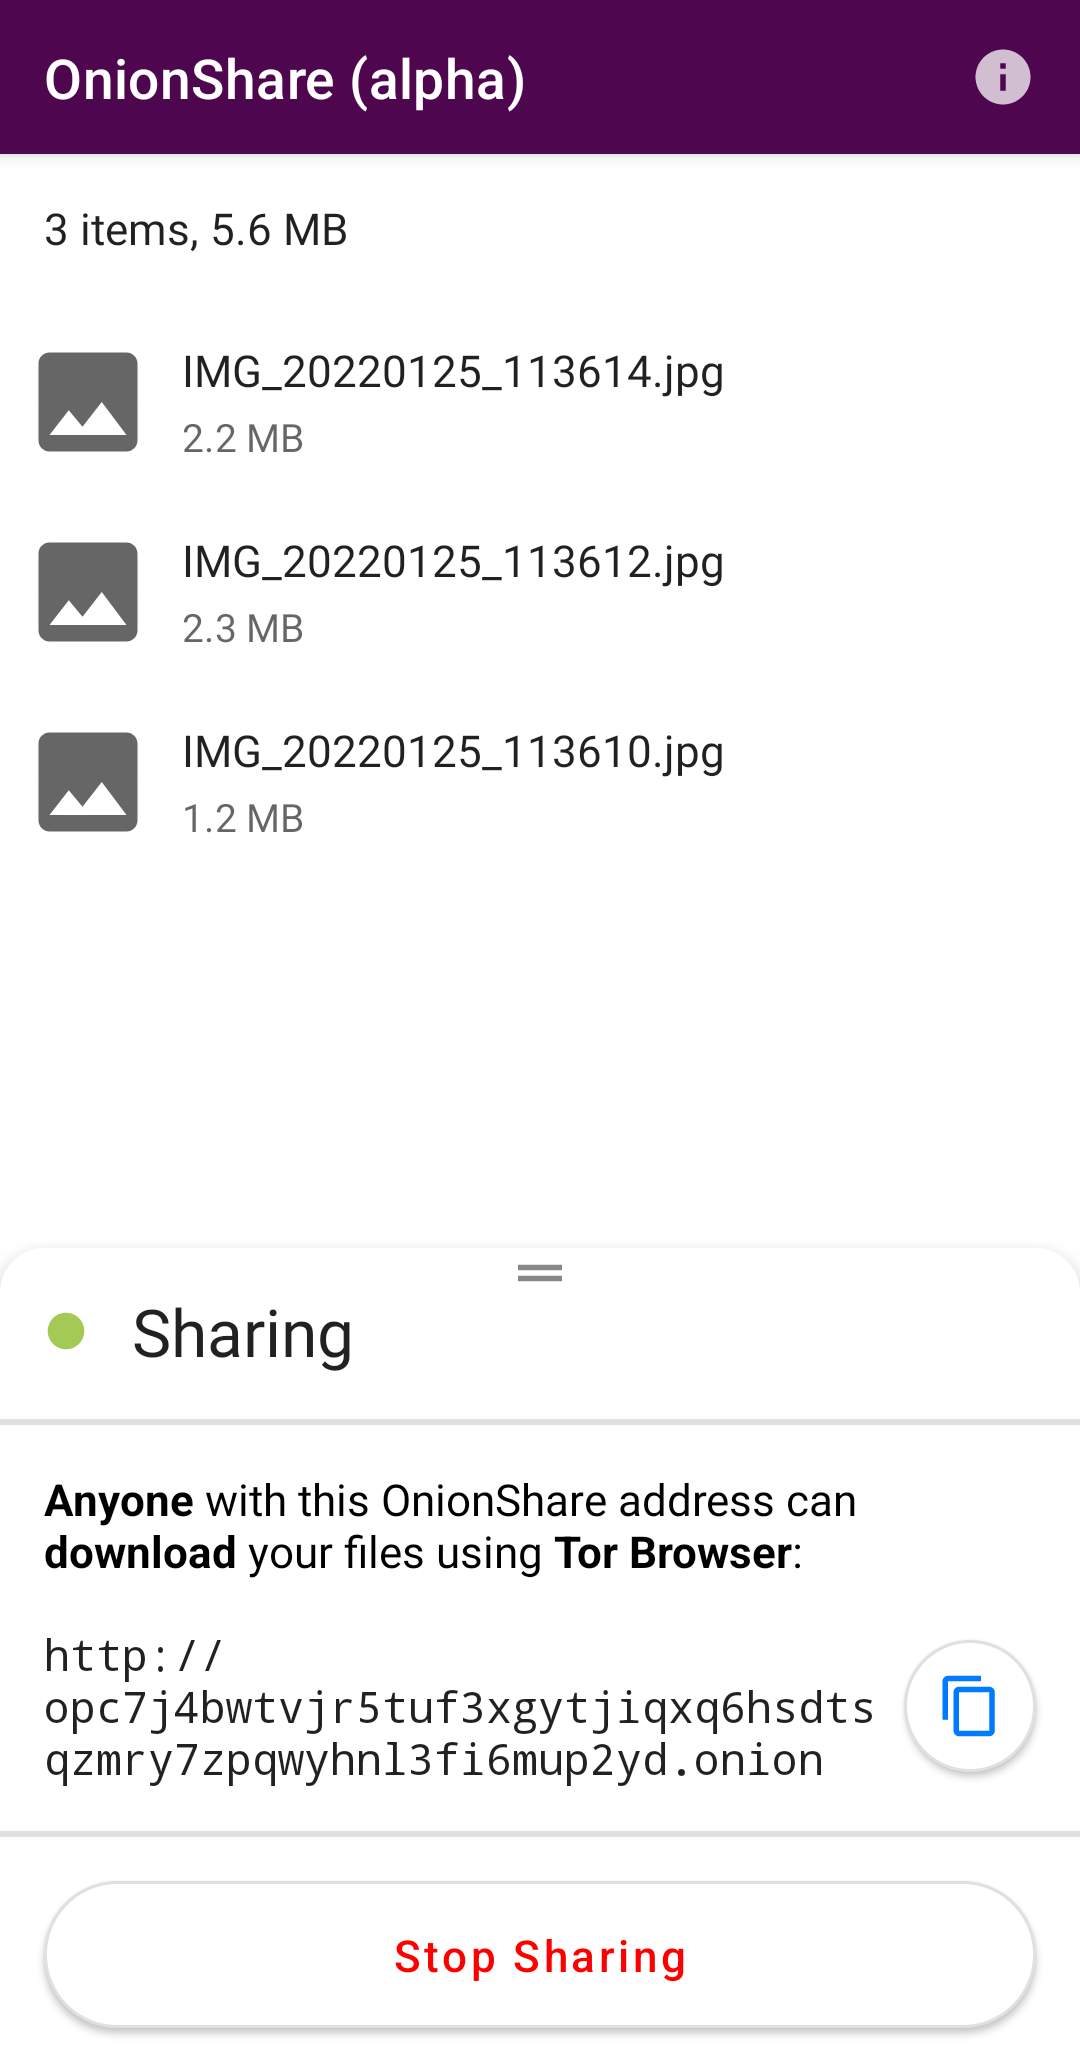 OnionShare (alpha)
3 items, 5.6 MB
IMG_20220125_113614.jpg
2.2 MB
IMG_20220125_113612.jpg
2.3 MB
IMG_20220125_113610.jpg
1.2 MB
Sharing
Anyone with this OnionShare address can
download your files using Tor Browser:
http://
opc7j4bwtvjr5tuf3xgytjiqxq6hsdts
qzmry7zpqwyhnl3fi6mup2yd.onion
Stop Sharing